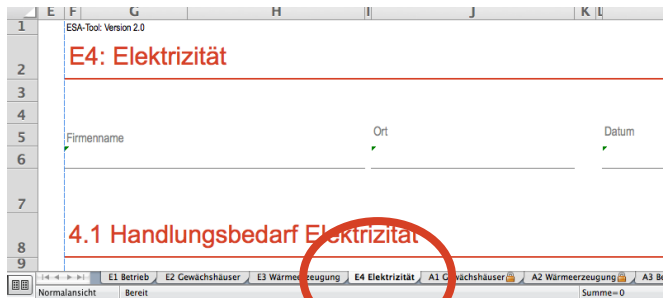 E F G H I J K L
1 ESA-Tool: Version 2.0
2 E4: Elektrizität
3
4
5 Firmenname Ort Datum
6
7
8 4.1 Handlungsbedarf Elektrizität
9
E1 Betrieb E2 Gewächshäuser E3 Wärmeerzeugung E4 Elektrizität A1 Gewächshäuser A2 Wärmeerzeugung A3
Normalansicht Bereit Summe=0